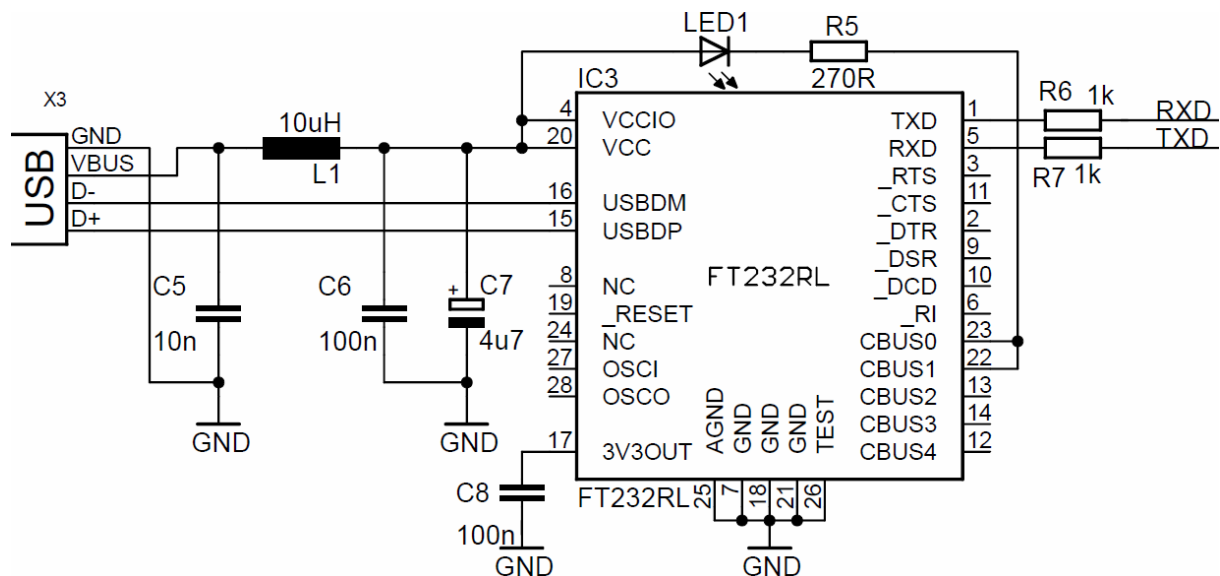 LED1
R5
270R
IC3
X3
USB
GND
VBUS
D-
D+
10uH
L1
C5
10n
C6
100n
+
C7
4u7
GND
GND
4
VCCIO
20
VCC
16
USBDM
15
USBDP
8
NC
19
_RESET
24
NC
27
OSCI
28
OSCO
17
3V3OUT
C8
100n
GND
FT232RL
TXD
1
RXD
5
_RTS
3
_CTS
11
_DTR
2
_DSR
9
_DCD
10
_RI
6
CBUS0
23
CBUS1
22
CBUS2
13
CBUS3
14
CBUS4
12
R6
1k
RXD
TXD
R7
1k
AGND
GND
GND
GND
TEST
FT232RL
25
7
18
21
26
GND